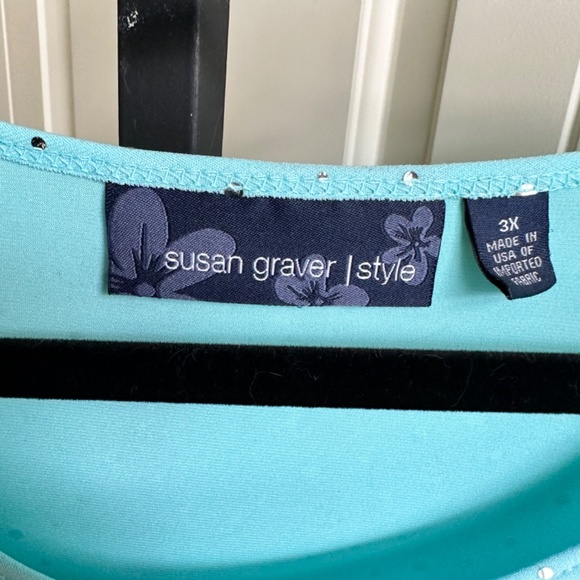 susan graver | style
3X
MADE IN
USA OF
IMPORTED
FABRIC